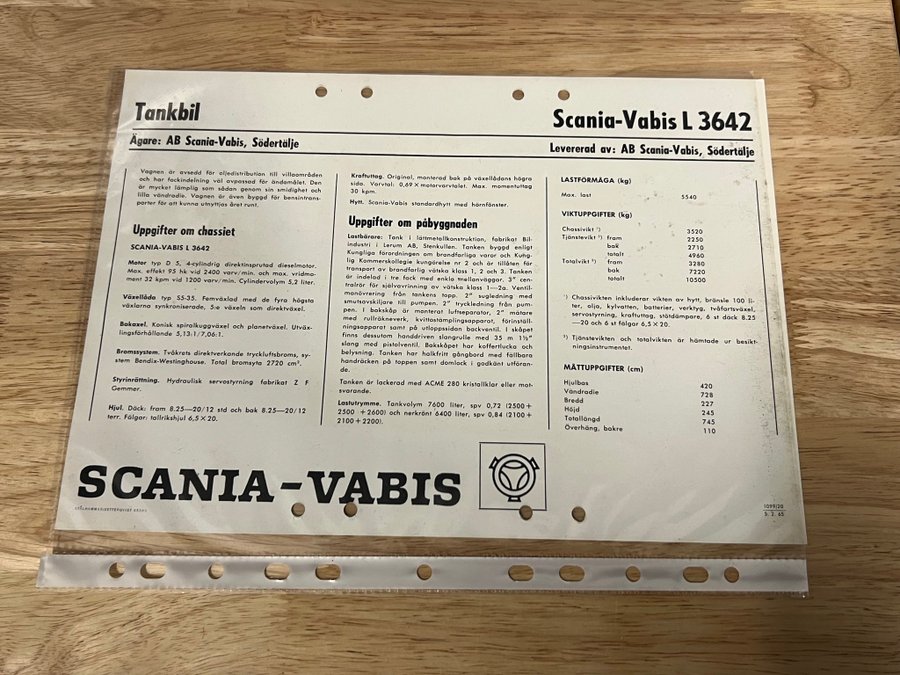 Tankbil
Scania-Vabis L 3642
Ägare: AB Scania-Vabis, Södertälje
Levererad av: AB Scania-Vabis, Södertälje
Vagnen är avsedd för oljedistribution till villaområden
och har fackindelning väl avpassad för ändamålet. Den
är mycket lämplig som sådan genom sin smidighet och
lilla vändradie. Vagnen är även byggd för bensintrans-
porter för att kunna utnyttjas året runt.
Uppgifter om chassiet
SCANIA-VABIS L 3642
Motor typ D 5, 4-cylindrig direktinsprutad dieselmotor.
Max. effekt 95 hk vid 2400 varv/min. och max. vridmo-
ment 32 kpm vid 1200 varv/min. Cylindervolym 5,2 liter.
Växellåda typ S5-35. Femväxlad med de fyra högsta
växlarna synkroniserade, 5:e växeln som direktväxel.
Bakaxel. Konisk spiralkuggväxel och planetväxel. Utväx-
lingsförhållande 5,13:1/7,06:1.
Bromssystem. Tvåkrets direktverkande tryckluftsbroms, sy-
stem Bendix-Westinghouse. Total bromsyta 2720 cm².
Styrinrättning. Hydraulisk servostyrning fabrikat Z F
Gemmer.
Hjul. Däck: fram 8.25—20/12 std och bak 8.25—20/12
terr. Fälgar: tallrikshjul 6,5 × 20.
Kraftuttag. Original, monterad bak på växellådans högra
sida. Varvtal: 0,69 × motorvarvtalet. Max. momentuttag
30 kpm.
Hytt. Scania-Vabis standardhytt med hörnfönster.
Uppgifter om påbyggnaden
Lastbärare: Tank i lättmetallkonstruktion, fabrikat Bil-
industri i Lerum AB, Stenkullen. Tanken byggd enligt
Kungliga förordningen om brandfarliga varor och Kung-
lig Kommerskollegie kungörelse nr 2 och är tillåten för
transport av brandfarlig vätska klass 1, 2 och 3. Tanken
är indelad i tre fack med enkla mellanväggar. 3" cen-
tralrör för självavrinning av vätska klass 1—2a. Ventil-
manövrering från tankens topp. 2" sugledning med
smutsavskiljare till pumpen. 2" tryckledning från pum-
pen. I bakskåp är monterat luftseparator, 2" mätare
med rullräkneverk, kvittostämplingsapparat, förinställ-
ningsapparat samt på utloppssidan backventil. I skåpet
finns dessutom handdriven slangrulle med 35 m 1½"
slang med pistolventil. Bakskåpet har koffertlucka och
belysning. Tanken har halkfritt gångbord med fällbara
handräcken på toppen samt domlock i godkänt utföran-
de.
Tanken är lackerad med ACME 280 kristallklar eller mot-
svarande.
Lastutrymme. Tankvolym 7600 liter, spv 0,72 (2500+
2500 +2600) och nerkrönt 6400 liter, spv 0,84 (2100+
2100+2200).
LASTFÖRMÅGA (kg)
Max. last 5540
VIKTUPPGIFTER (kg)
Chassivikt ¹) 3520
Tjänstevikt ²) fram 2250
bak 2710
totalt 4960
Totalvikt ²) fram 3280
bak 7220
totalt 10500
¹) Chassivikten inkluderar vikten av hytt, bränsle 100 li-
ter, olja, kylvatten, batterier, verktyg, tvåfartsväxel,
servostyrning, kraftuttag, stötdämpare, 6 st däck 8.25
—20 och 6 st fälgar 6,5 × 20.
²) Tjänstevikten och totalvikten är hämtade ur besikt-
ningsinstrumentet.
MÅTTUPPGIFTER (cm)
Hjulbas 420
Vändradie 728
Bredd 227
Höjd 245
Totallängd 745
Överhäng, bakre 110
SCANIA-VABIS
1099/20
5. 2. 65